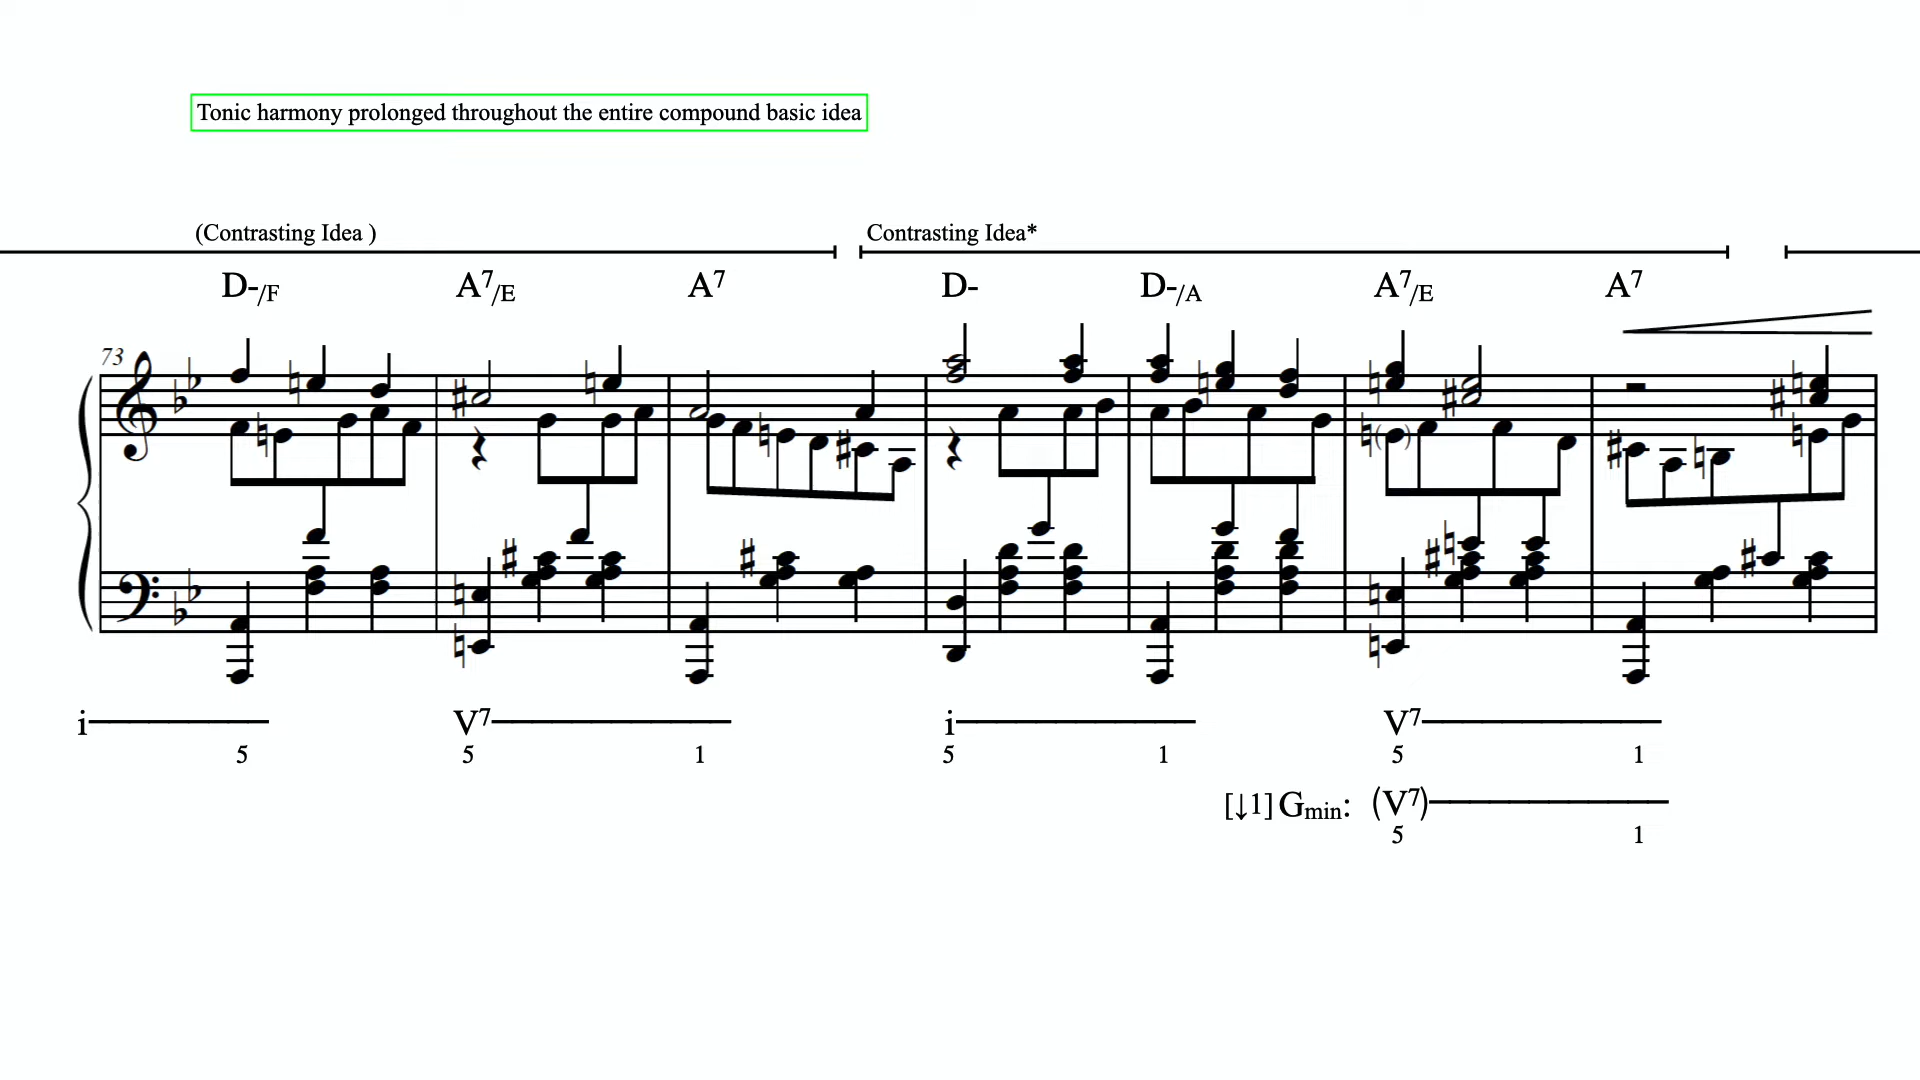 Tonic harmony prolonged throughout the entire compound basic idea
(Contrasting Idea ) Contrasting Idea*
D-/F A7/E A7 D- D-/A A7/E A7
73
i V7 i V7
5 5 1 5 1 5 1
[↓1] Gmin: (V7)
5 1